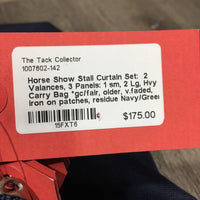 The Tack Collector
1007602-142
Horse Show Stall Curtain Set: 2
Valances, 3 Panels: 1 sm, 2 Lg, Hvy
Carry Bag *gc/fair, older, v.faded,
Iron on patches, residue Navy/Green
$175.00
15FXT6